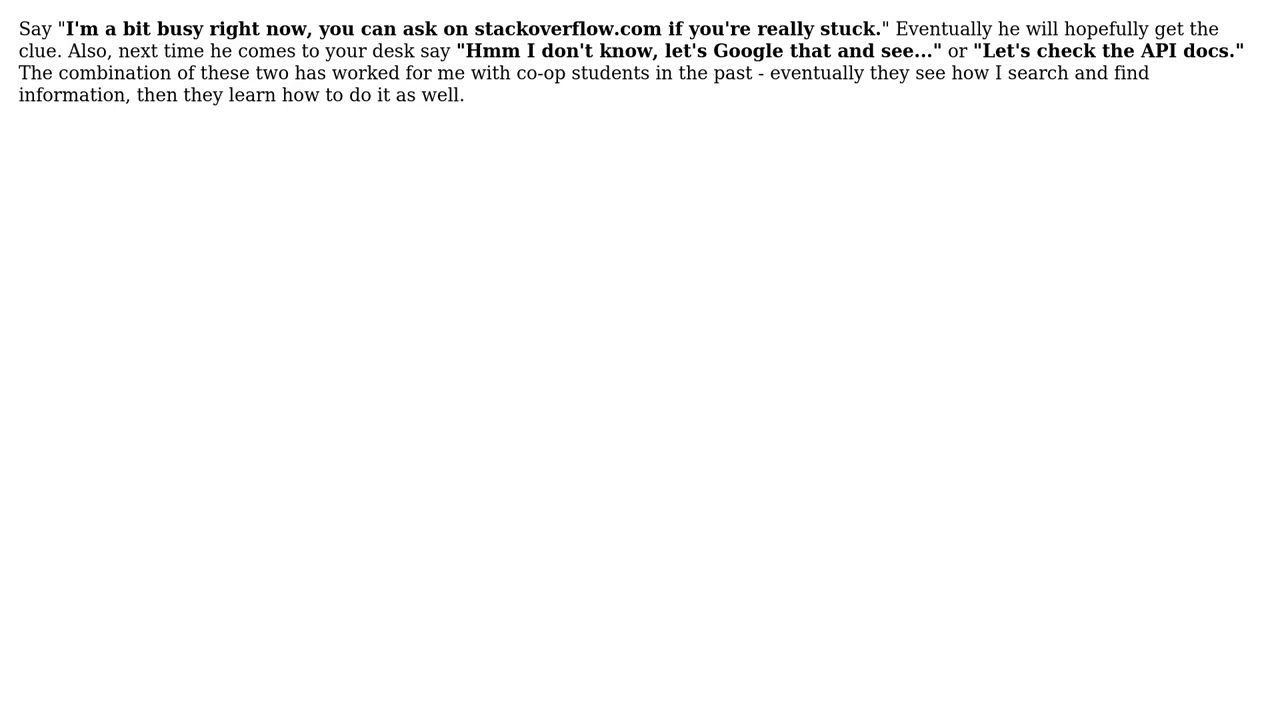 Say "I'm a bit busy right now, you can ask on stackoverflow.com if you're really stuck." Eventually he will hopefully get the
clue. Also, next time he comes to your desk say "Hmm I don't know, let's Google that and see..." or "Let's check the API docs."
The combination of these two has worked for me with co-op students in the past - eventually they see how I search and find
information, then they learn how to do it as well.